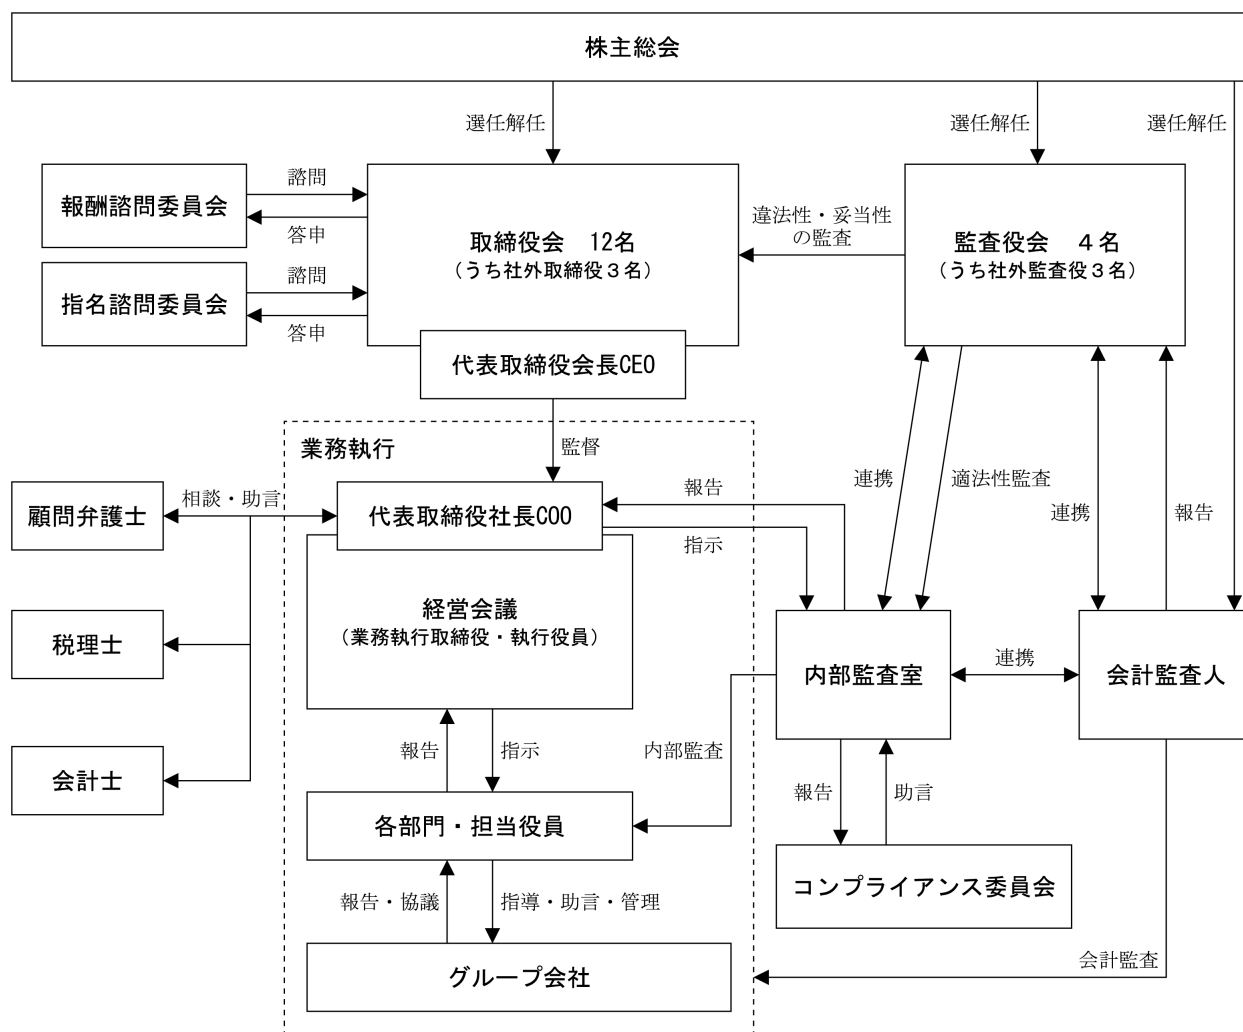 株主総会
選任解任
選任解任
選任解任
報酬諮問委員会
諮問
答申
指名諮問委員会
諮問
答申
取締役会　12名
（うち社外取締役３名）
代表取締役会長CEO
違法性・妥当性
の監査
監査役会　４名
（うち社外監査役３名）
監督
業務執行
顧問弁護士
相談・助言
税理士
会計士
代表取締役社長COO
経営会議
（業務執行取締役・執行役員）
報告
指示
連携
適法性監査
連携
報告
内部監査室
連携
会計監査人
報告
指示
内部監査
各部門・担当役員
報告
助言
コンプライアンス委員会
報告・協議
指導・助言・管理
グループ会社
会計監査